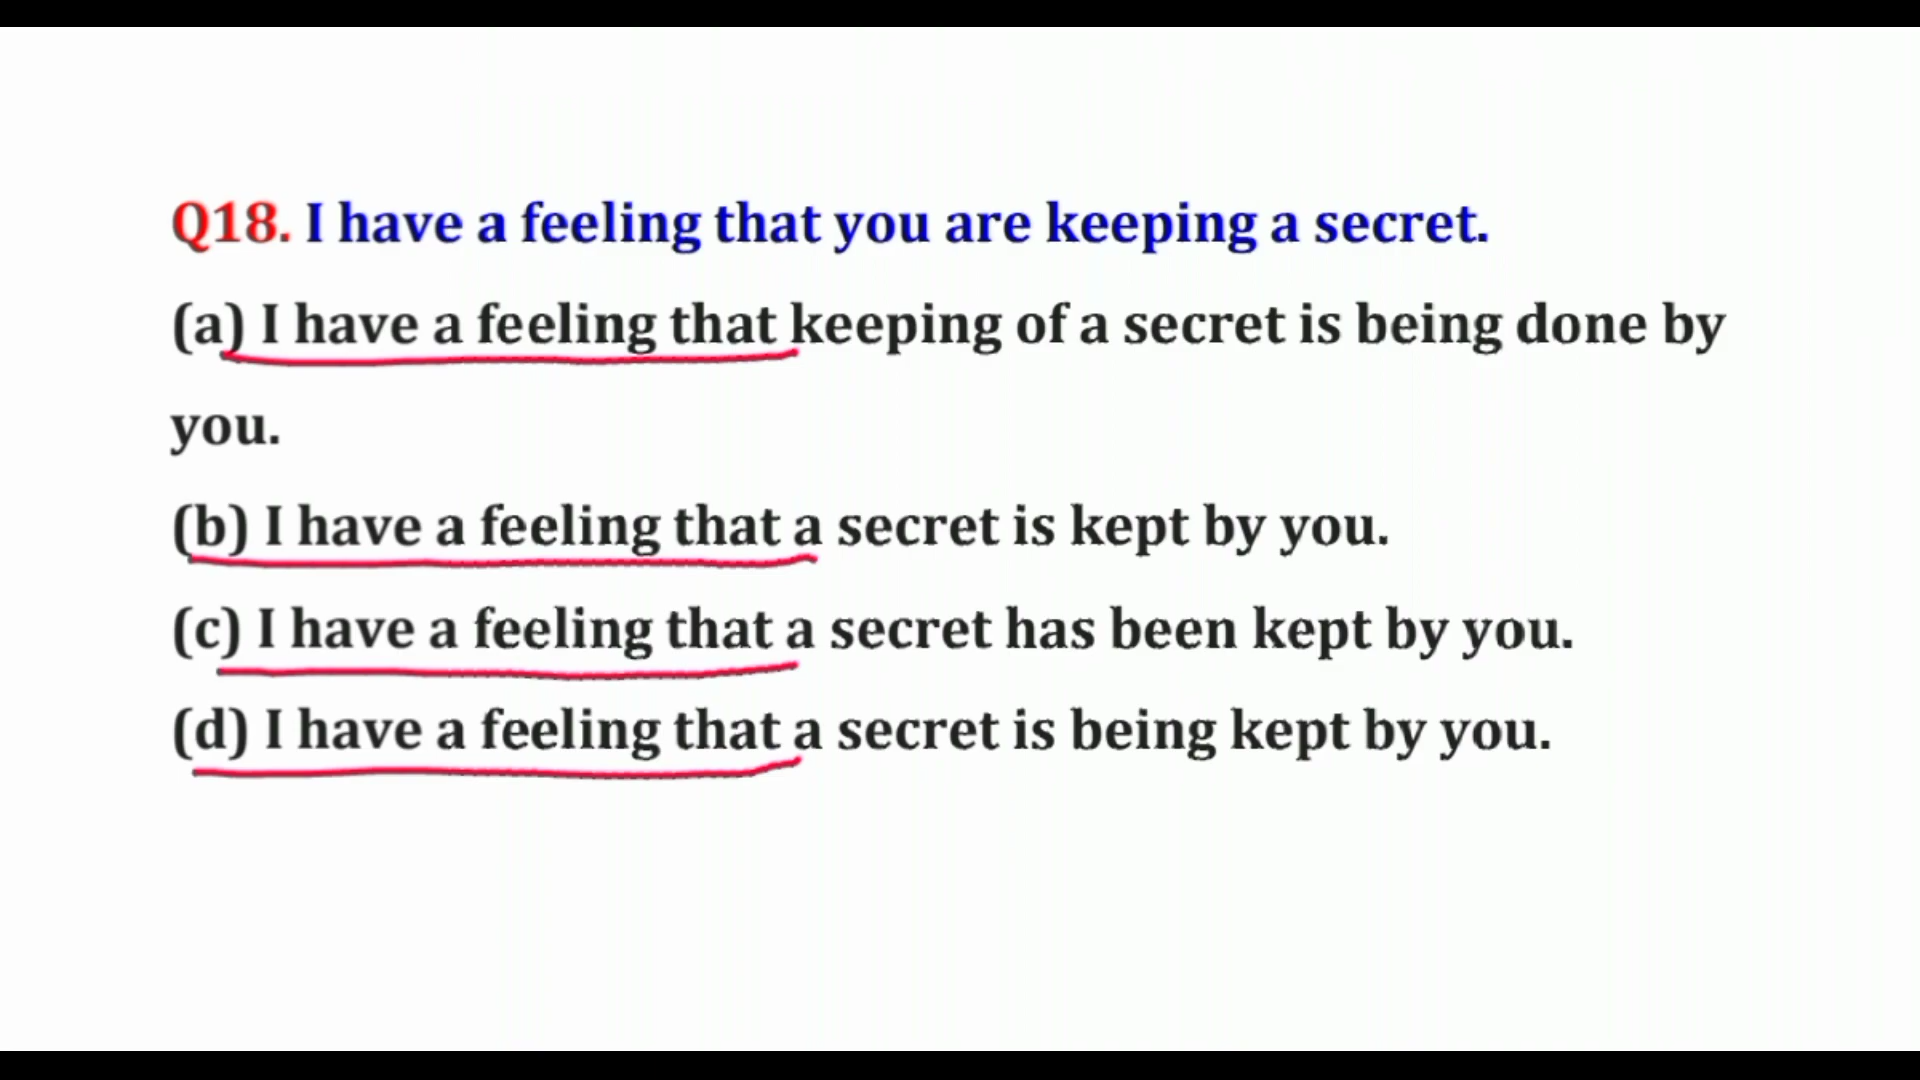 Q18. I have a feeling that you are keeping a secret.
(a) I have a feeling that keeping of a secret is being done by
you.
(b) I have a feeling that a secret is kept by you.
(c) I have a feeling that a secret has been kept by you.
(d) I have a feeling that a secret is being kept by you.